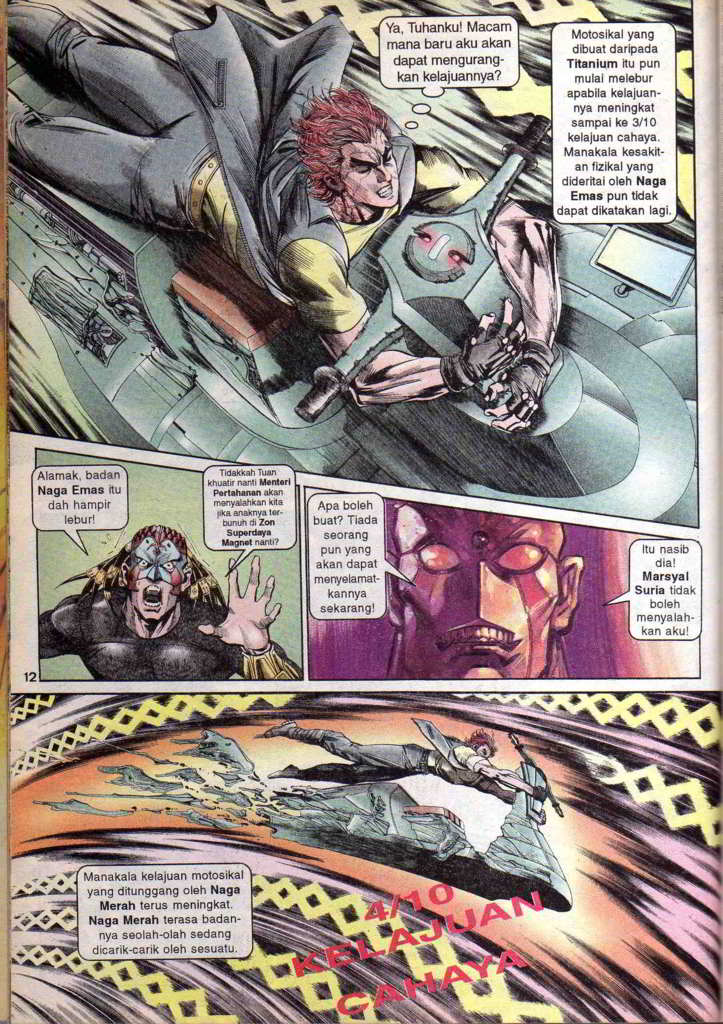 Ya, Tuhanku! Macam
mana baru aku akan
dapat mengurang-
kan kelajuannya?
Motosikal yang
dibuat daripada
Titanium itu pun
mulai melebur
apabila kelajuan-
nya meningkat
sampai ke 3/10
kelajuan cahaya.
Manakala kesakit-
an fizikal yang
dideritai oleh Naga
Emas pun tidak
dapat dikatakan lagi.
Alamak, badan
Naga Emas itu
dah hampir
lebur!
Tidakkah Tuan
khuatir nanti Menteri
Pertahanan akan
menyalahkan kita
jika anaknya ter-
bunuh di Zon
Superdaya
Magnet nanti?
Apa boleh
buat? Tiada
seorang
pun yang
akan dapat
menyelamat-
kannya
sekarang!
Itu nasib
dia!
Marsyal
Suria tidak
boleh
menyalah-
kan aku!
12
Manakala kelajuan motosikal
yang ditunggang oleh Naga
Merah terus meningkat.
Naga Merah terasa badan-
nya seolah-olah sedang
dicarik-carik oleh sesuatu.
4/10
KELAJUAN
CAHAYA